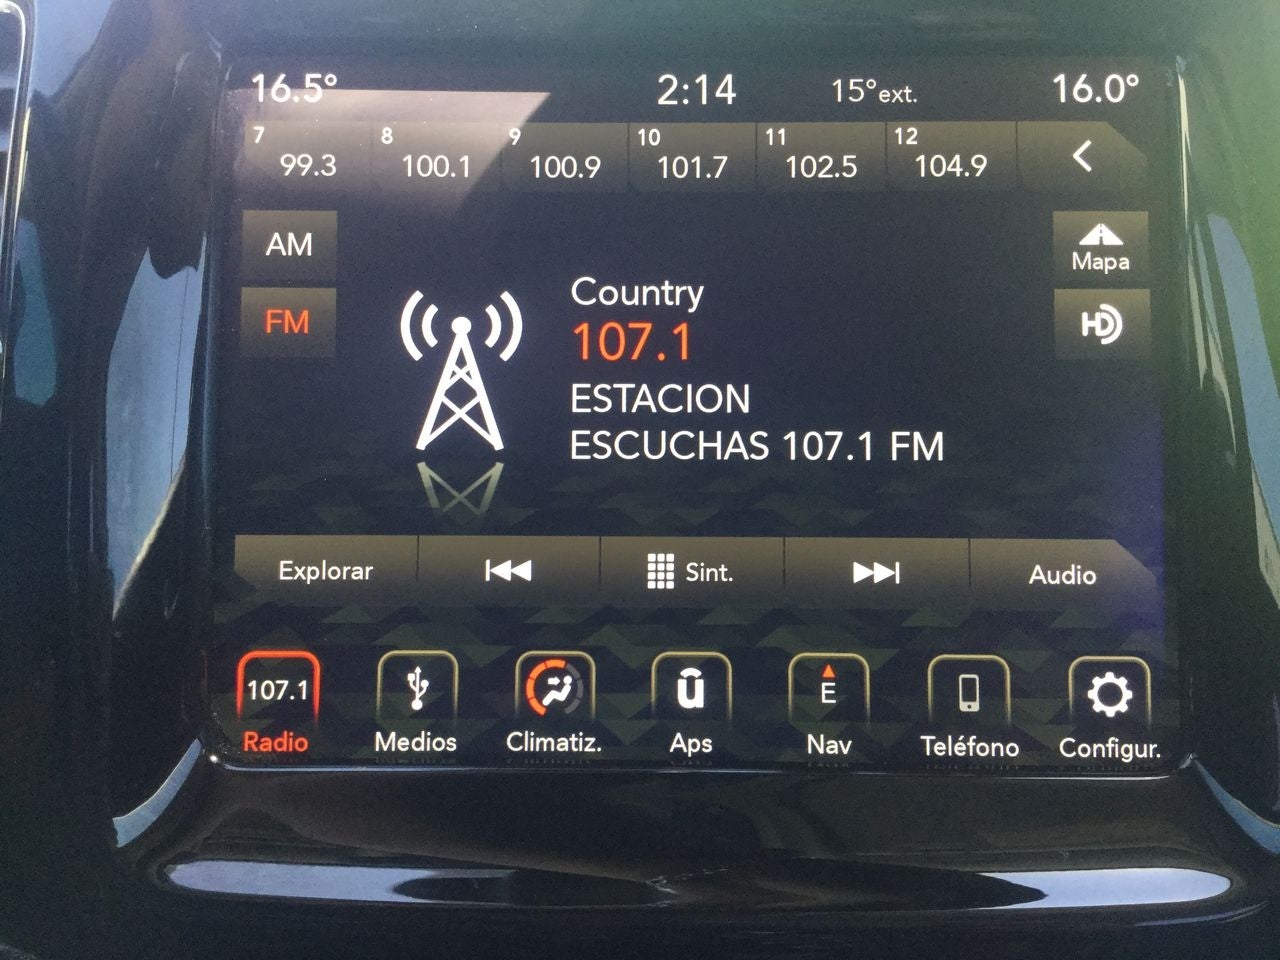 16.5° 2:14 15°ext. 16.0°
7 8 9 10 11 12
99.3 100.1 100.9 101.7 102.5 104.9
AM
Mapa
FM
HD
Country
107.1
ESTACION
ESCUCHAS 107.1 FM
Explorar Sint. Audio
107.1 u E
Radio Medios Climatiz. Aps Nav Teléfono Configur.